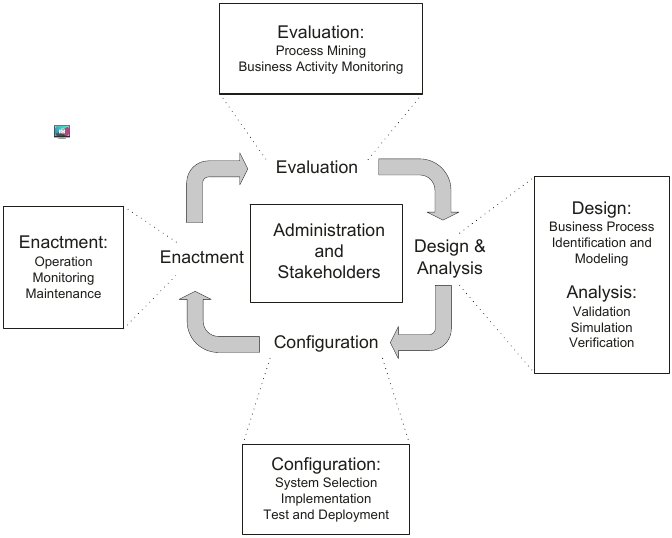 Evaluation:
Process Mining
Business Activity Monitoring
Evaluation
Enactment:
Operation
Monitoring
Maintenance
Enactment
Administration
and
Stakeholders
Design &
Analysis
Design:
Business Process
Identification and
Modeling
Analysis:
Validation
Simulation
Verification
Configuration
Configuration:
System Selection
Implementation
Test and Deployment